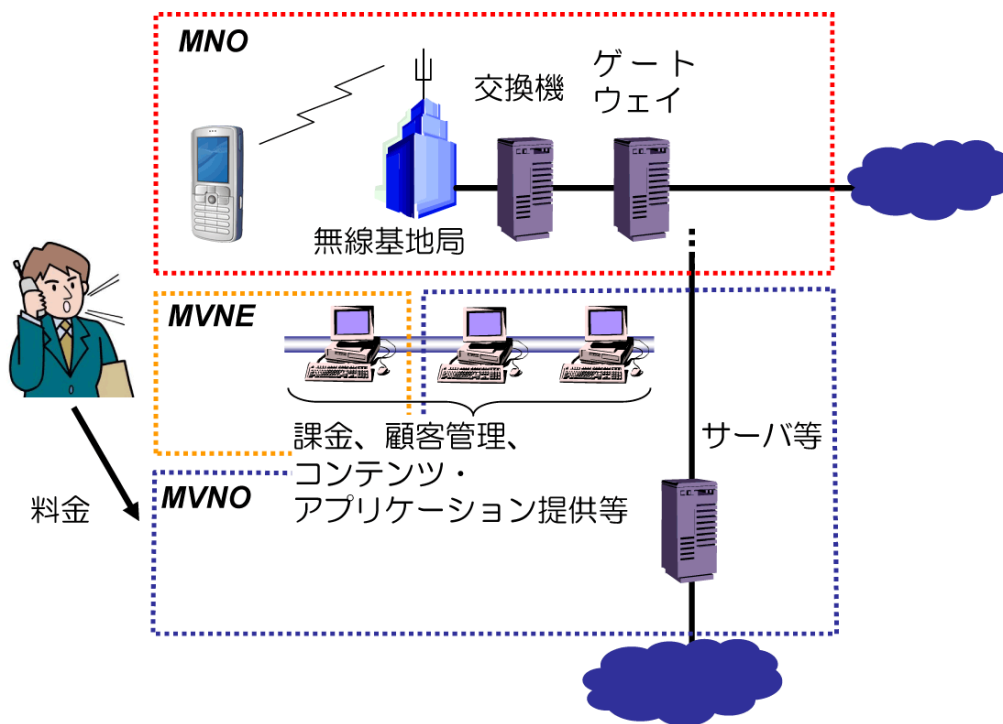 MNO
交換機
ゲート
ウェイ
無線基地局
MVNE
課金、顧客管理、
コンテンツ・
アプリケーション提供等
サーバ等
MVNO
料金